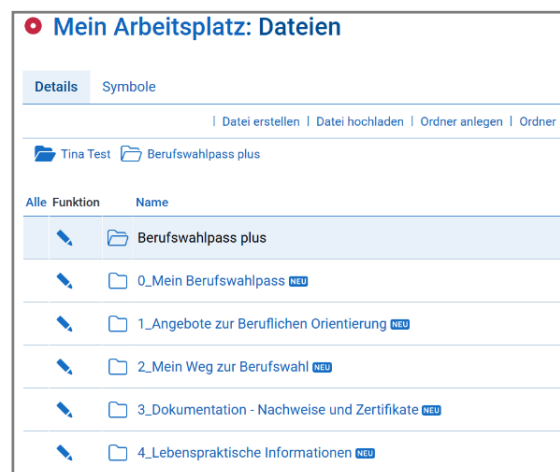 Mein Arbeitsplatz: Dateien
Details Symbole
| Datei erstellen | Datei hochladen | Ordner anlegen | Ordner
Tina Test Berufswahlpass plus
Alle Funktion Name
Berufswahlpass plus
0_Mein Berufswahlpass NEU
1_Angebote zur Beruflichen Orientierung NEU
2_Mein Weg zur Berufswahl NEU
3_Dokumentation - Nachweise und Zertifikate NEU
4_Lebenspraktische Informationen NEU